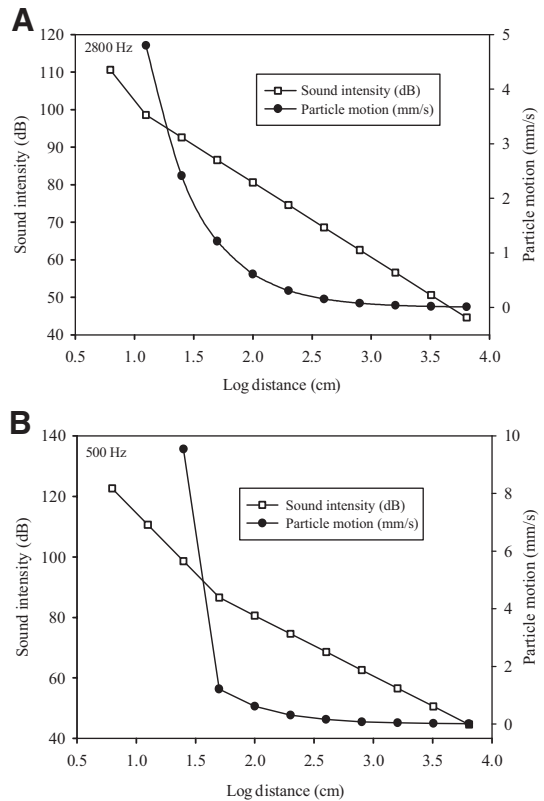 A
2800 Hz
Sound intensity (dB)
Particle motion (mm/s)
120
110
100
90
80
70
60
50
40
5
4
3
2
1
0
0.5 1.0 1.5 2.0 2.5 3.0 3.5 4.0
Log distance (cm)
Sound intensity (dB)
Particle motion (mm/s)
B
500 Hz
Sound intensity (dB)
Particle motion (mm/s)
140
120
100
80
60
40
10
8
6
4
2
0
0.5 1.0 1.5 2.0 2.5 3.0 3.5 4.0
Log distance (cm)
Sound intensity (dB)
Particle motion (mm/s)